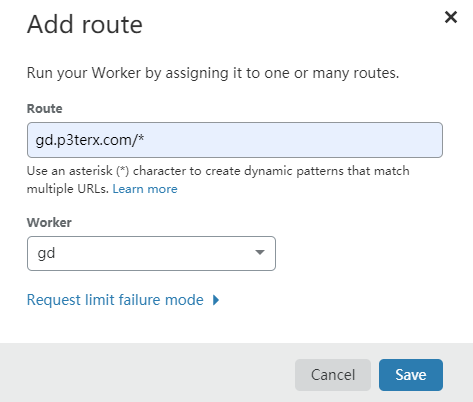 Add route
Run your Worker by assigning it to one or many routes.
Route
gd.p3terx.com/*
Use an asterisk (*) character to create dynamic patterns that match
multiple URLs. Learn more
Worker
gd
Request limit failure mode
Cancel
Save